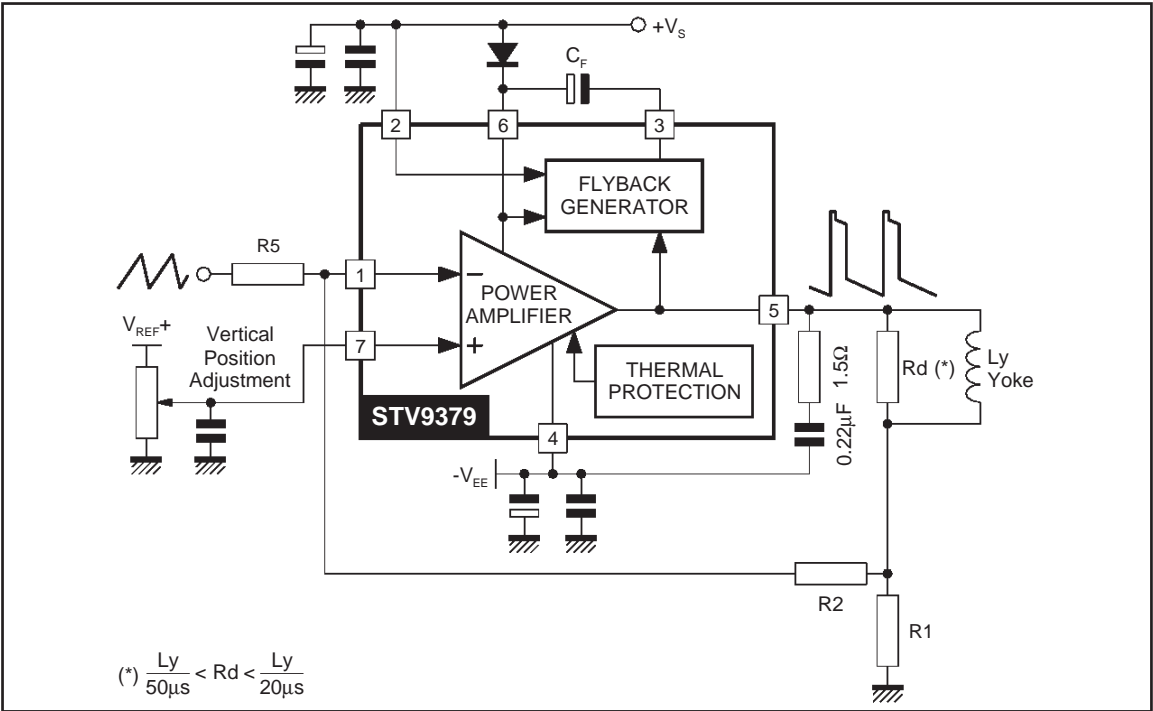 +VS
CF
2
6
3
FLYBACK
GENERATOR
R5
1
−
POWER
AMPLIFIER
5
VREF+
Vertical
Position
Adjustment
7
+
THERMAL
PROTECTION
Rd (*)
Ly
Yoke
0.22µF 1.5Ω
STV9379
4
-VEE
R2
R1
(*) Ly/50µs < Rd < Ly/20µs